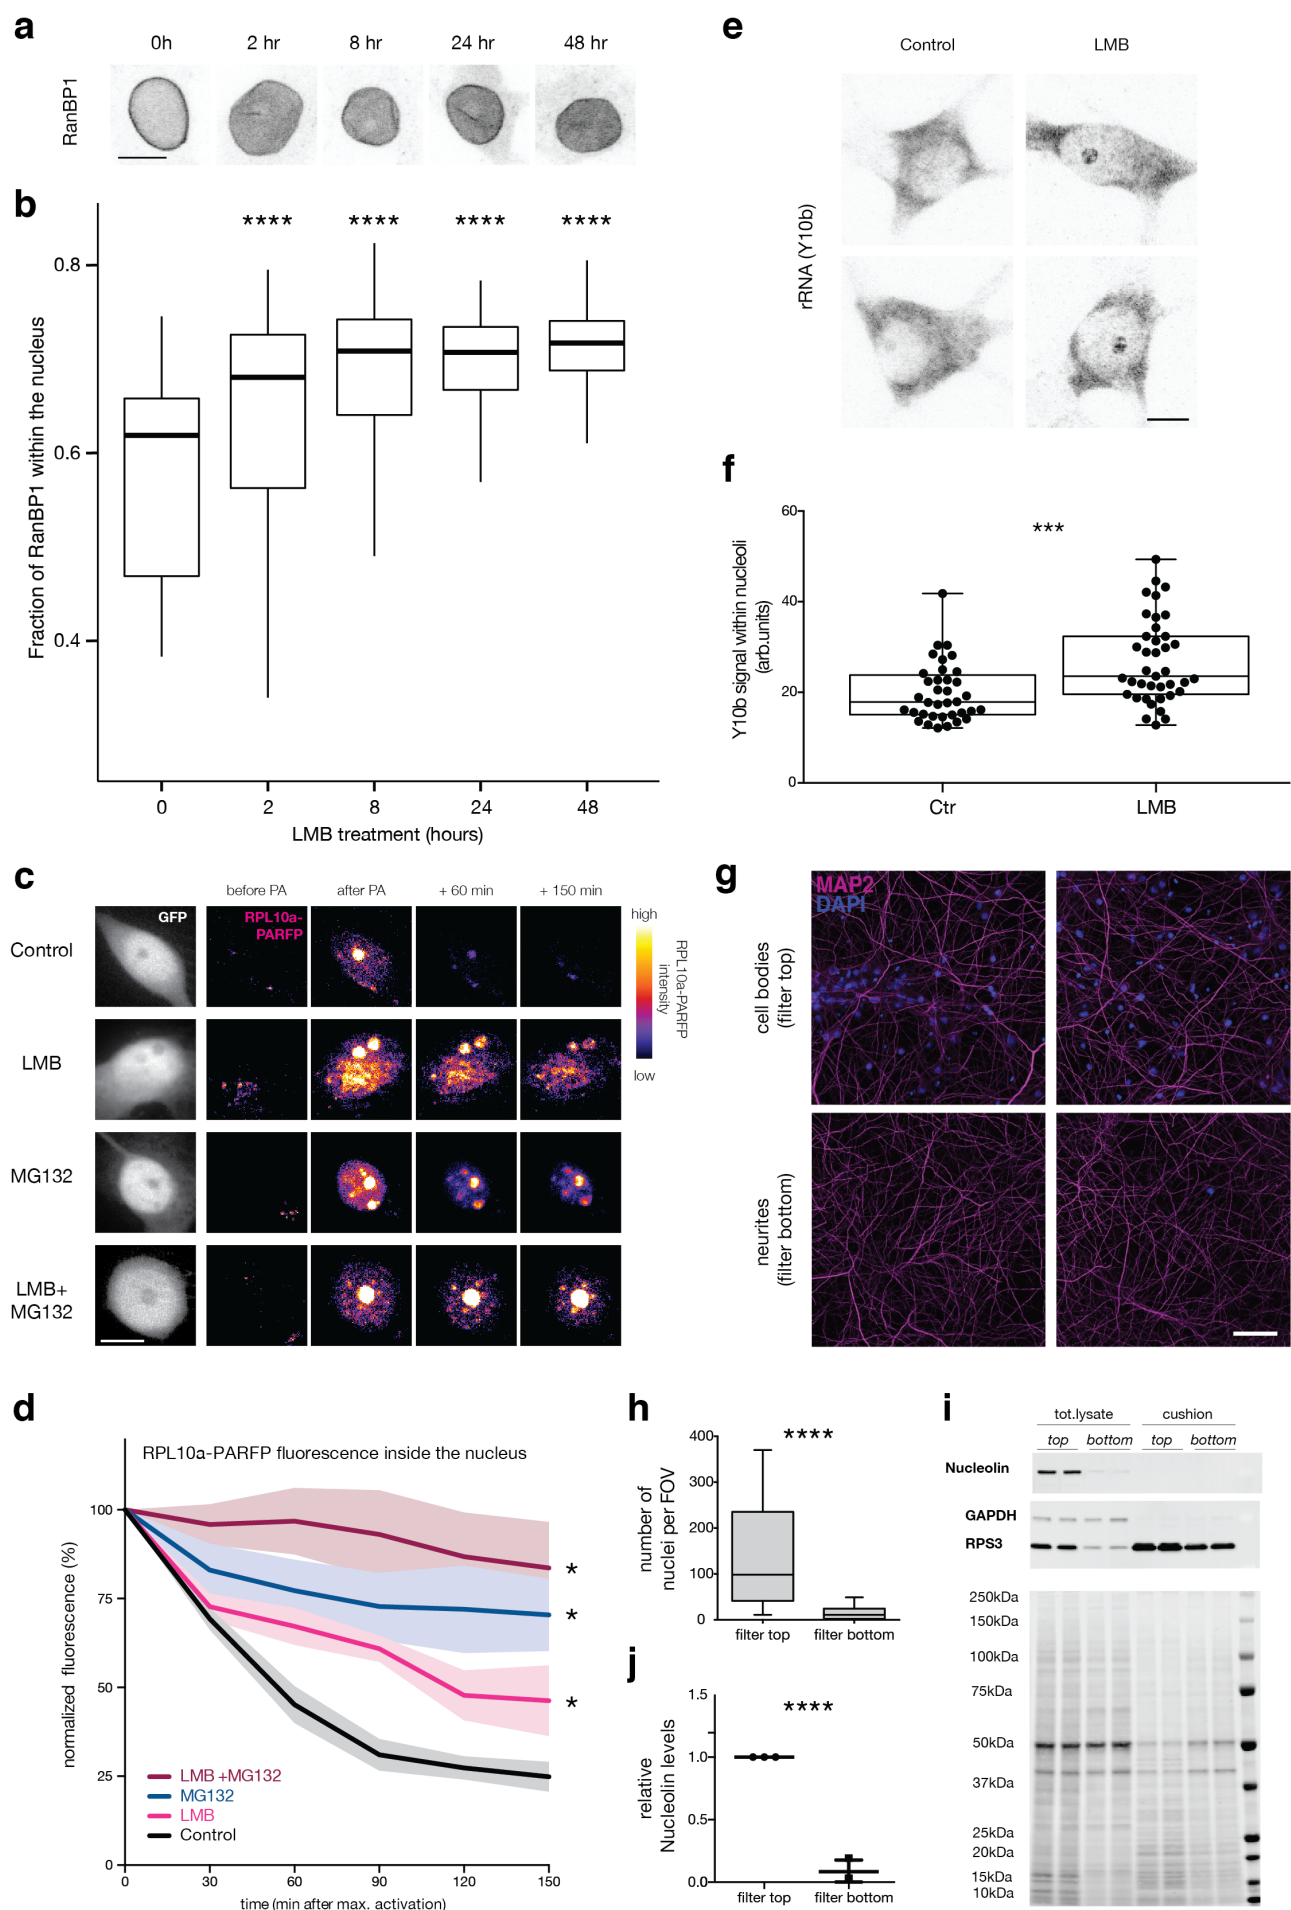 a
0h 2 hr 8 hr 24 hr 48 hr
RanBP1
b
**** **** **** ****
0.8
0.6
0.4
Fraction of RanBP1 within the nucleus
0 2 8 24 48
LMB treatment (hours)
c
before PA after PA + 60 min + 150 min
Control
GFP
RPL10a-
PARFP
high
low
RPL10a-PARFP
intensity
LMB
MG132
LMB+
MG132
d
RPL10a-PARFP fluorescence inside the nucleus
normalized fluorescence (%)
100
75
50
25
0
*
*
*
LMB +MG132
MG132
LMB
Control
0 30 60 90 120 150
time (min after max. activation)
e
Control LMB
rRNA (Y10b)
f
***
Y10b signal within nucleoli
(arb.units)
60
40
20
0
Ctr LMB
g
MAP2
DAPI
cell bodies
(filter top)
neurites
(filter bottom)
h
****
number of
nuclei per FOV
400
300
200
100
0
filter top filter bottom
i
tot.lysate cushion
top bottom top bottom
Nucleolin
GAPDH
RPS3
250kDa
150kDa
100kDa
75kDa
50kDa
37kDa
25kDa
20kDa
15kDa
10kDa
j
****
relative
Nucleolin levels
1.5
1.0
0.5
0.0
filter top filter bottom